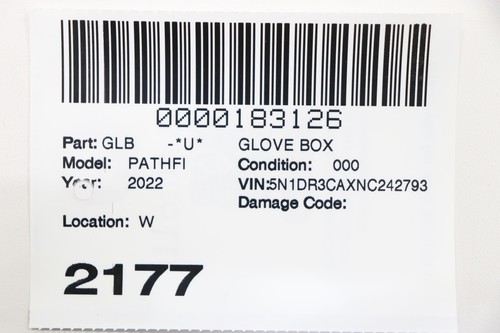 0000183126
Part: GLB -*U* GLOVE BOX
Model: PATHFI Condition: 000
Year: 2022 VIN:5N1DR3CAXNC242793
Damage Code:
Location: W
2177